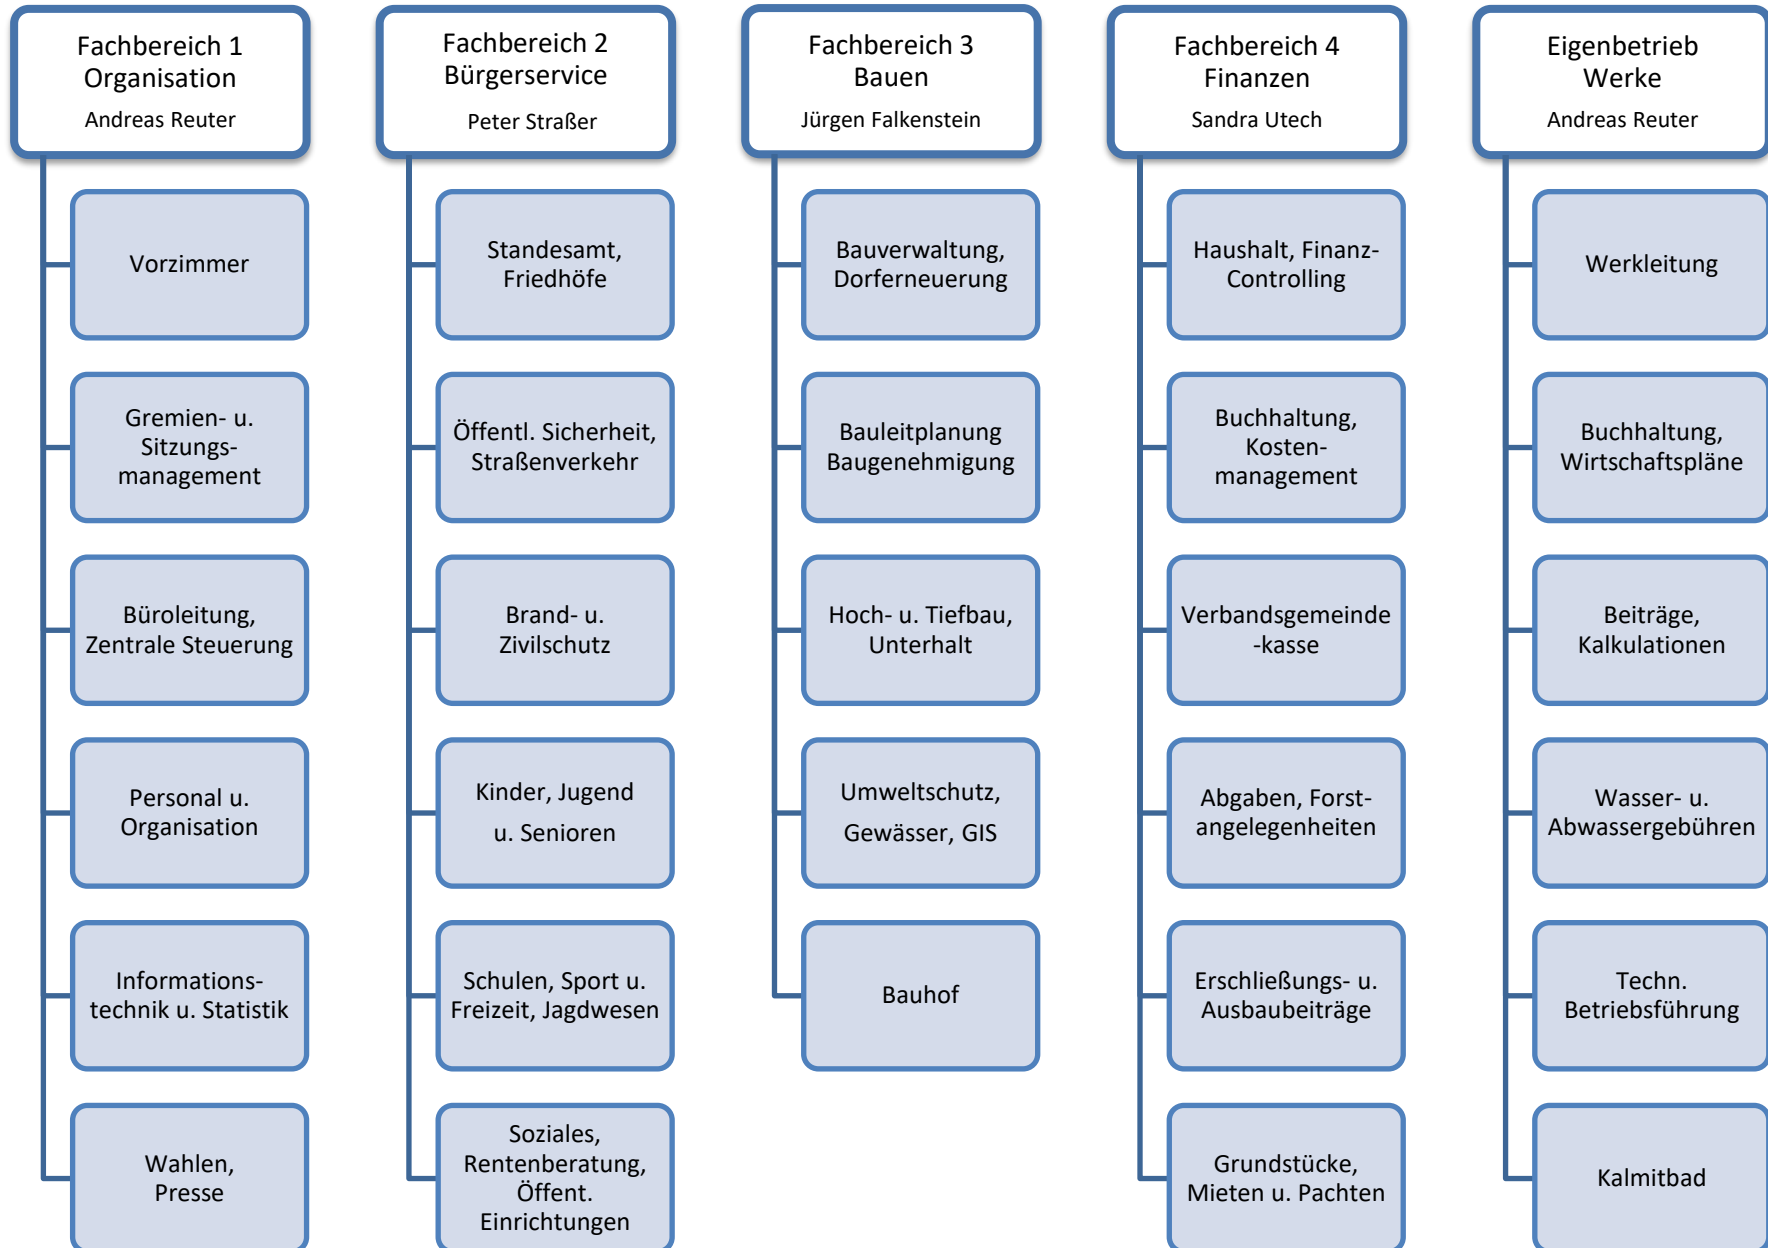 Fachbereich 1
Organisation
Andreas Reuter
Vorzimmer
Gremien- u.
Sitzungs-
management
Büroleitung,
Zentrale Steuerung
Personal u.
Organisation
Informations-
technik u. Statistik
Wahlen,
Presse
Fachbereich 2
Bürgerservice
Peter Straßer
Standesamt,
Friedhöfe
Öffentl. Sicherheit,
Straßenverkehr
Brand- u.
Zivilschutz
Kinder, Jugend
u. Senioren
Schulen, Sport u.
Freizeit, Jagdwesen
Soziales,
Rentenberatung,
Öffent.
Einrichtungen
Fachbereich 3
Bauen
Jürgen Falkenstein
Bauverwaltung,
Dorferneuerung
Bauleitplanung
Baugenehmigung
Hoch- u. Tiefbau,
Unterhalt
Umweltschutz,
Gewässer, GIS
Bauhof
Fachbereich 4
Finanzen
Sandra Utech
Haushalt, Finanz-
Controlling
Buchhaltung,
Kosten-
management
Verbandsgemeinde
-kasse
Abgaben, Forst-
angelegenheiten
Erschließungs- u.
Ausbaubeiträge
Grundstücke,
Mieten u. Pachten
Eigenbetrieb
Werke
Andreas Reuter
Werkleitung
Buchhaltung,
Wirtschaftspläne
Beiträge,
Kalkulationen
Wasser- u.
Abwassergebühren
Techn.
Betriebsführung
Kalmitbad